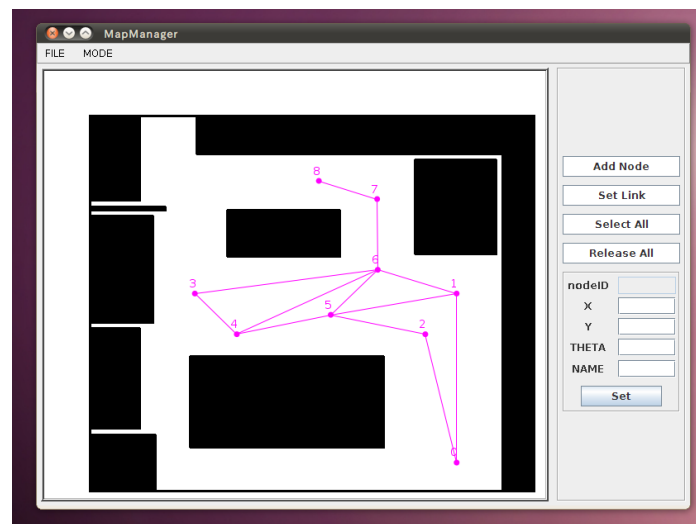 MapManager
FILE MODE
Add Node
Set Link
Select All
Release All
nodeID
X
Y
THETA
NAME
Set
8
7
6
3
1
5
4
2
0